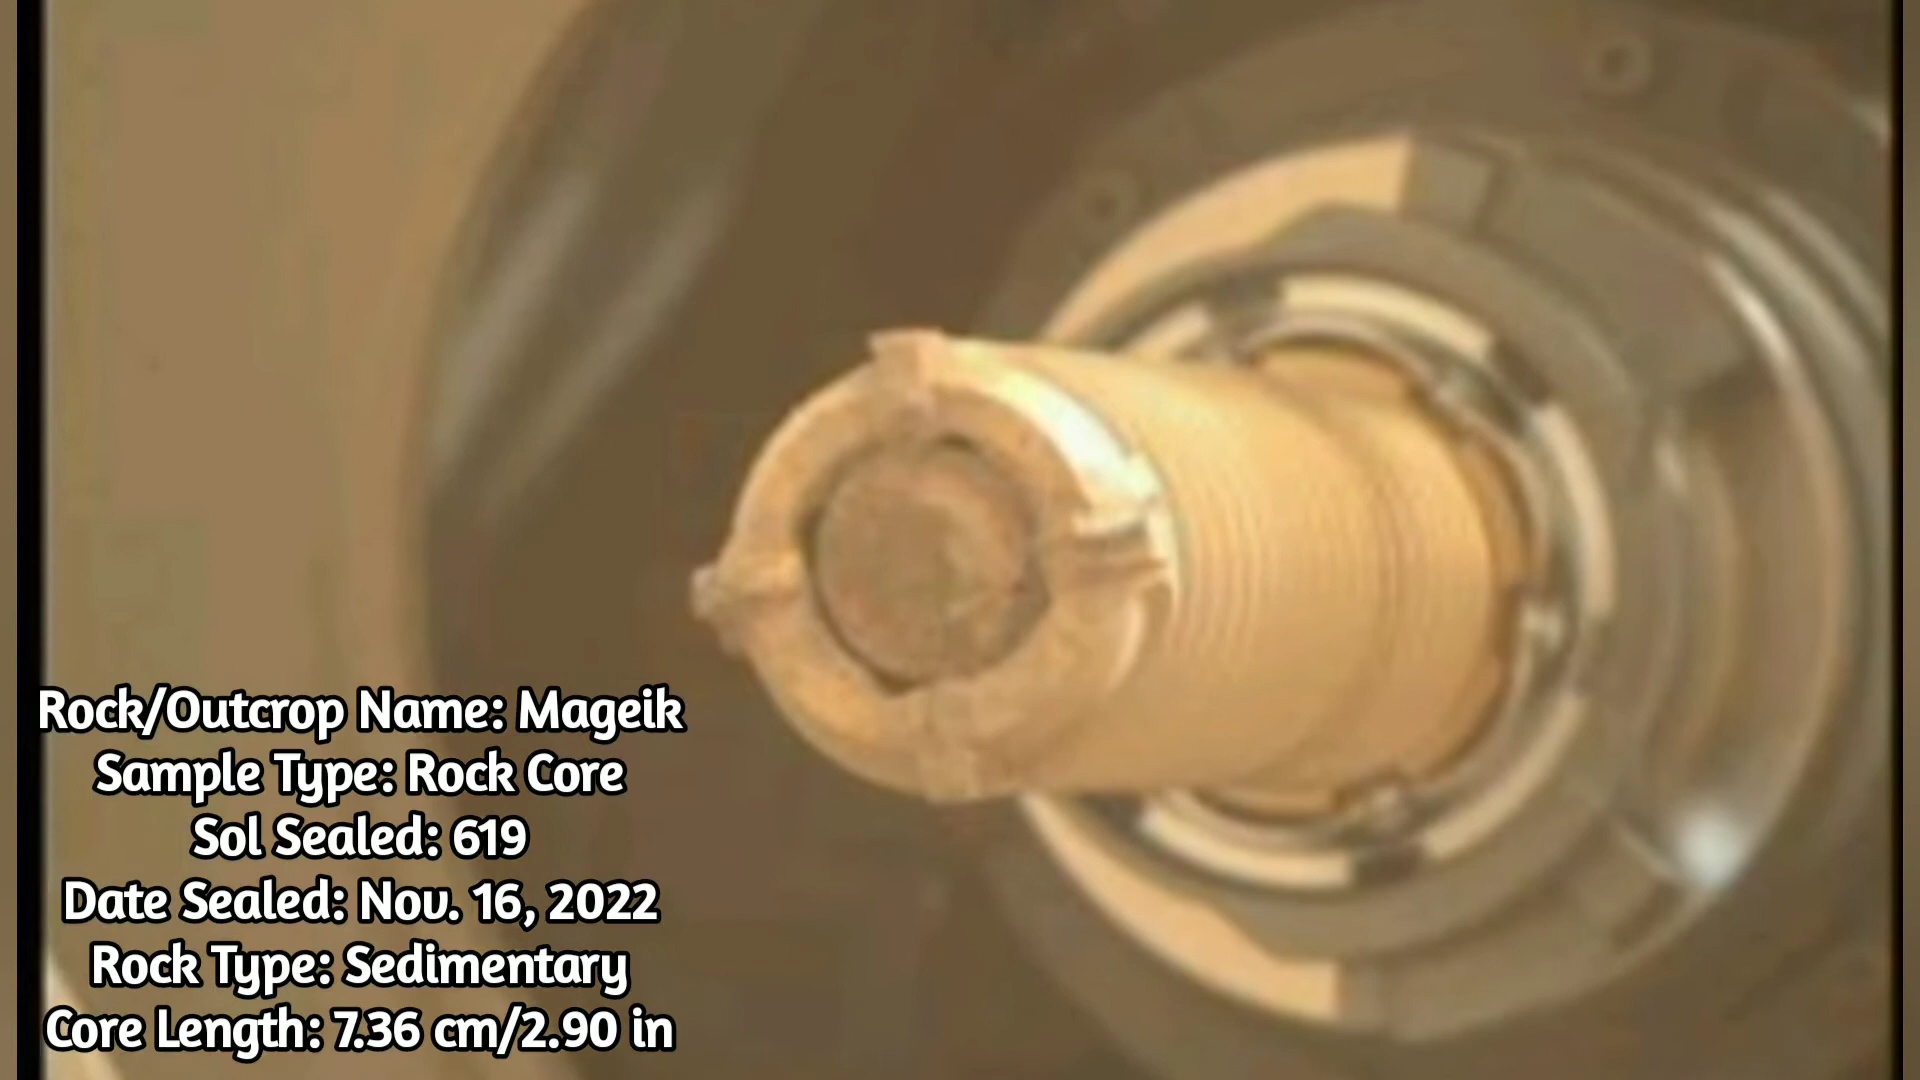 Rock/Outcrop Name: Mageik
Sample Type: Rock Core
Sol Sealed: 619
Date Sealed: Nov. 16, 2022
Rock Type: Sedimentary
Core Length: 7.36 cm/2.90 in